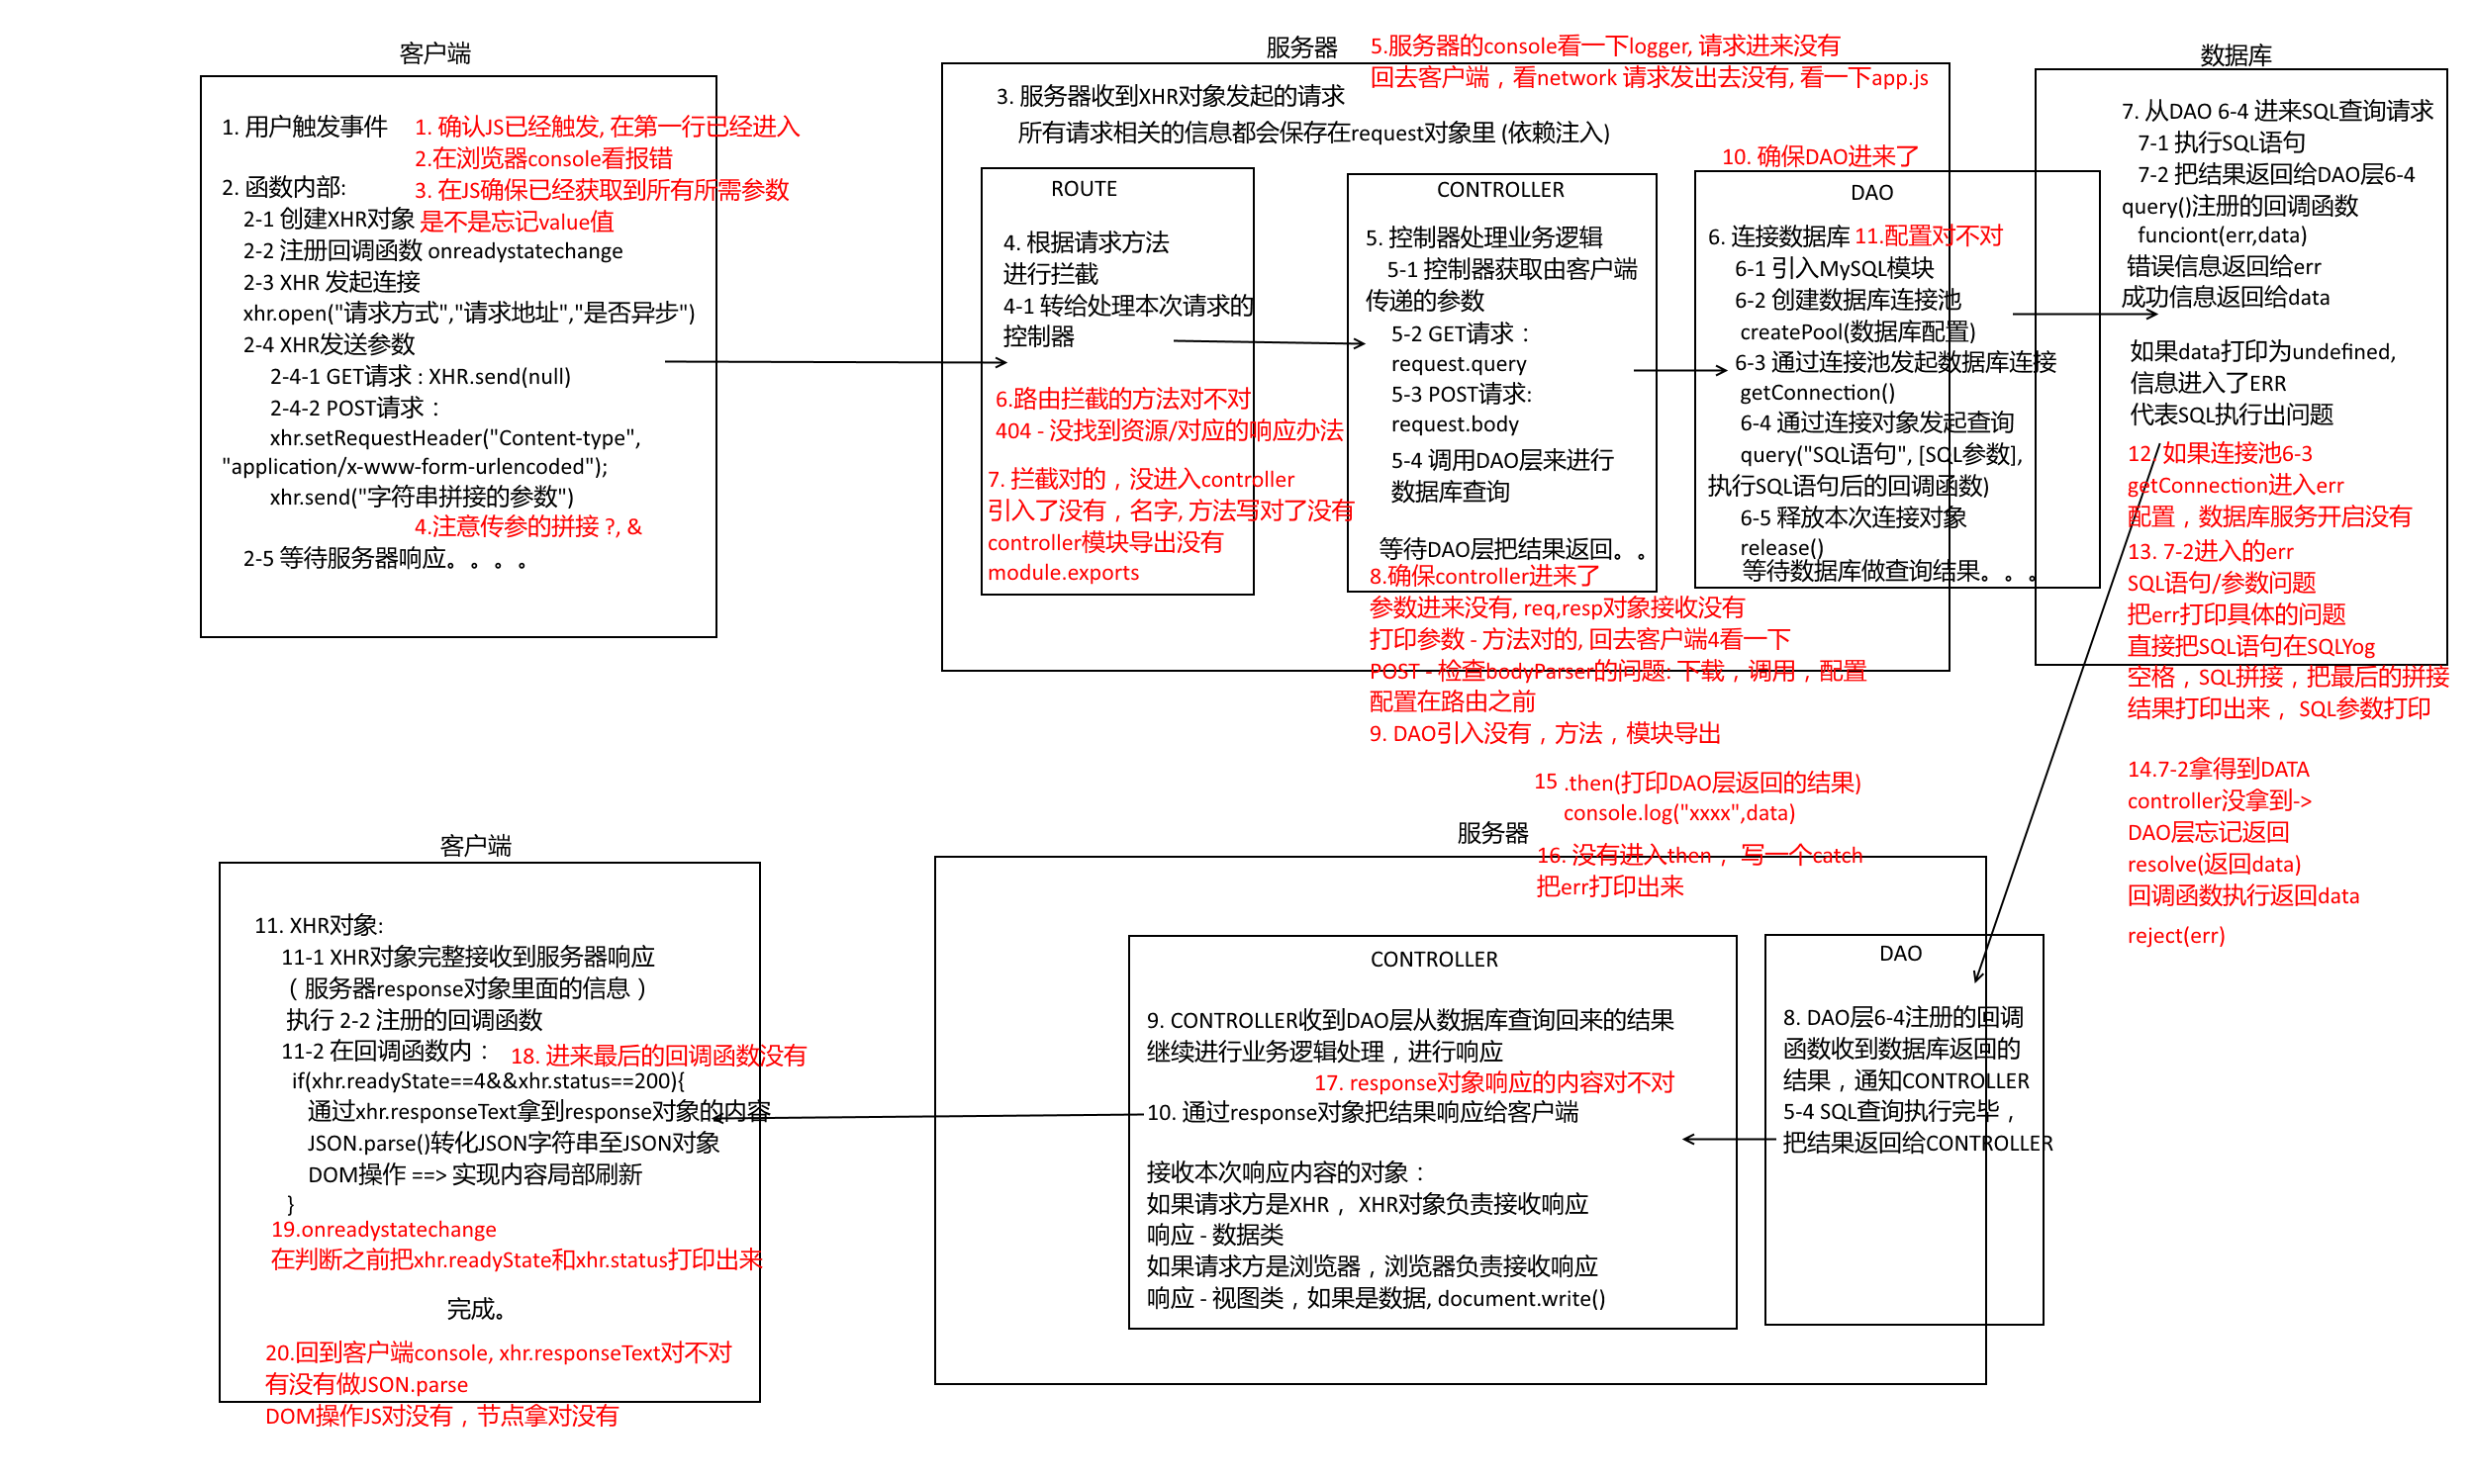 客户端
1. 用户触发事件
1. 确认JS已经触发, 在第一行已经进入
2.在浏览器console看报错
2. 函数内部:
3. 在JS确保已经获取到所有所需参数
2-1 创建XHR对象
是不是忘记value值
2-2 注册回调函数 onreadystatechange
2-3 XHR 发起连接
xhr.open("请求方式","请求地址","是否异步")
2-4 XHR发送参数
2-4-1 GET请求 : XHR.send(null)
2-4-2 POST请求：
xhr.setRequestHeader("Content-type",
"application/x-www-form-urlencoded");
xhr.send("字符串拼接的参数")
4.注意传参的拼接 ?, &
2-5 等待服务器响应。。。。
服务器
5.服务器的console看一下logger, 请求进来没有
回去客户端，看network 请求发出去没有, 看一下app.js
3. 服务器收到XHR对象发起的请求
所有请求相关的信息都会保存在request对象里 (依赖注入)
ROUTE
4. 根据请求方法
进行拦截
4-1 转给处理本次请求的
控制器
6.路由拦截的方法对不对
404 - 没找到资源/对应的响应办法
7. 拦截对的，没进入controller
引入了没有，名字, 方法写对了没有
controller模块导出没有
module.exports
CONTROLLER
5. 控制器处理业务逻辑
5-1 控制器获取由客户端
传递的参数
5-2 GET请求：
request.query
5-3 POST请求:
request.body
5-4 调用DAO层来进行
数据库查询
等待DAO层把结果返回。。
8.确保controller进来了
参数进来没有, req,resp对象接收没有
打印参数 - 方法对的, 回去客户端4看一下
POST - 检查bodyParser的问题: 下载，调用，配置
配置在路由之前
9. DAO引入没有，方法，模块导出
10. 确保DAO进来了
DAO
6. 连接数据库
11.配置对不对
6-1 引入MySQL模块
6-2 创建数据库连接池
createPool(数据库配置)
6-3 通过连接池发起数据库连接
getConnection()
6-4 通过连接对象发起查询
query("SQL语句", [SQL参数],
执行SQL语句后的回调函数)
6-5 释放本次连接对象
release()
等待数据库做查询结果。。。
数据库
7. 从DAO 6-4 进来SQL查询请求
7-1 执行SQL语句
7-2 把结果返回给DAO层6-4
query()注册的回调函数
funciont(err,data)
错误信息返回给err
成功信息返回给data
如果data打印为undefined,
信息进入了ERR
代表SQL执行出问题
12. 如果连接池6-3
getConnection进入err
配置，数据库服务开启没有
13. 7-2进入的err
SQL语句/参数问题
把err打印具体的问题
直接把SQL语句在SQLYog
空格，SQL拼接，把最后的拼接
结果打印出来， SQL参数打印
14.7-2拿得到DATA
controller没拿到->
DAO层忘记返回
resolve(返回data)
回调函数执行返回data
reject(err)
15 .then(打印DAO层返回的结果)
console.log("xxxx",data)
服务器
16. 没有进入then， 写一个catch
把err打印出来
DAO
8. DAO层6-4注册的回调
函数收到数据库返回的
结果，通知CONTROLLER
5-4 SQL查询执行完毕，
把结果返回给CONTROLLER
CONTROLLER
9. CONTROLLER收到DAO层从数据库查询回来的结果
继续进行业务逻辑处理，进行响应
17. response对象响应的内容对不对
10. 通过response对象把结果响应给客户端
接收本次响应内容的对象：
如果请求方是XHR， XHR对象负责接收响应
响应 - 数据类
如果请求方是浏览器，浏览器负责接收响应
响应 - 视图类，如果是数据, document.write()
客户端
11. XHR对象:
11-1 XHR对象完整接收到服务器响应
（服务器response对象里面的信息）
执行 2-2 注册的回调函数
11-2 在回调函数内：
18. 进来最后的回调函数没有
if(xhr.readyState==4&&xhr.status==200){
通过xhr.responseText拿到response对象的内容
JSON.parse()转化JSON字符串至JSON对象
DOM操作 ==> 实现内容局部刷新
}
19.onreadystatechange
在判断之前把xhr.readyState和xhr.status打印出来
完成。
20.回到客户端console, xhr.responseText对不对
有没有做JSON.parse
DOM操作JS对没有，节点拿对没有